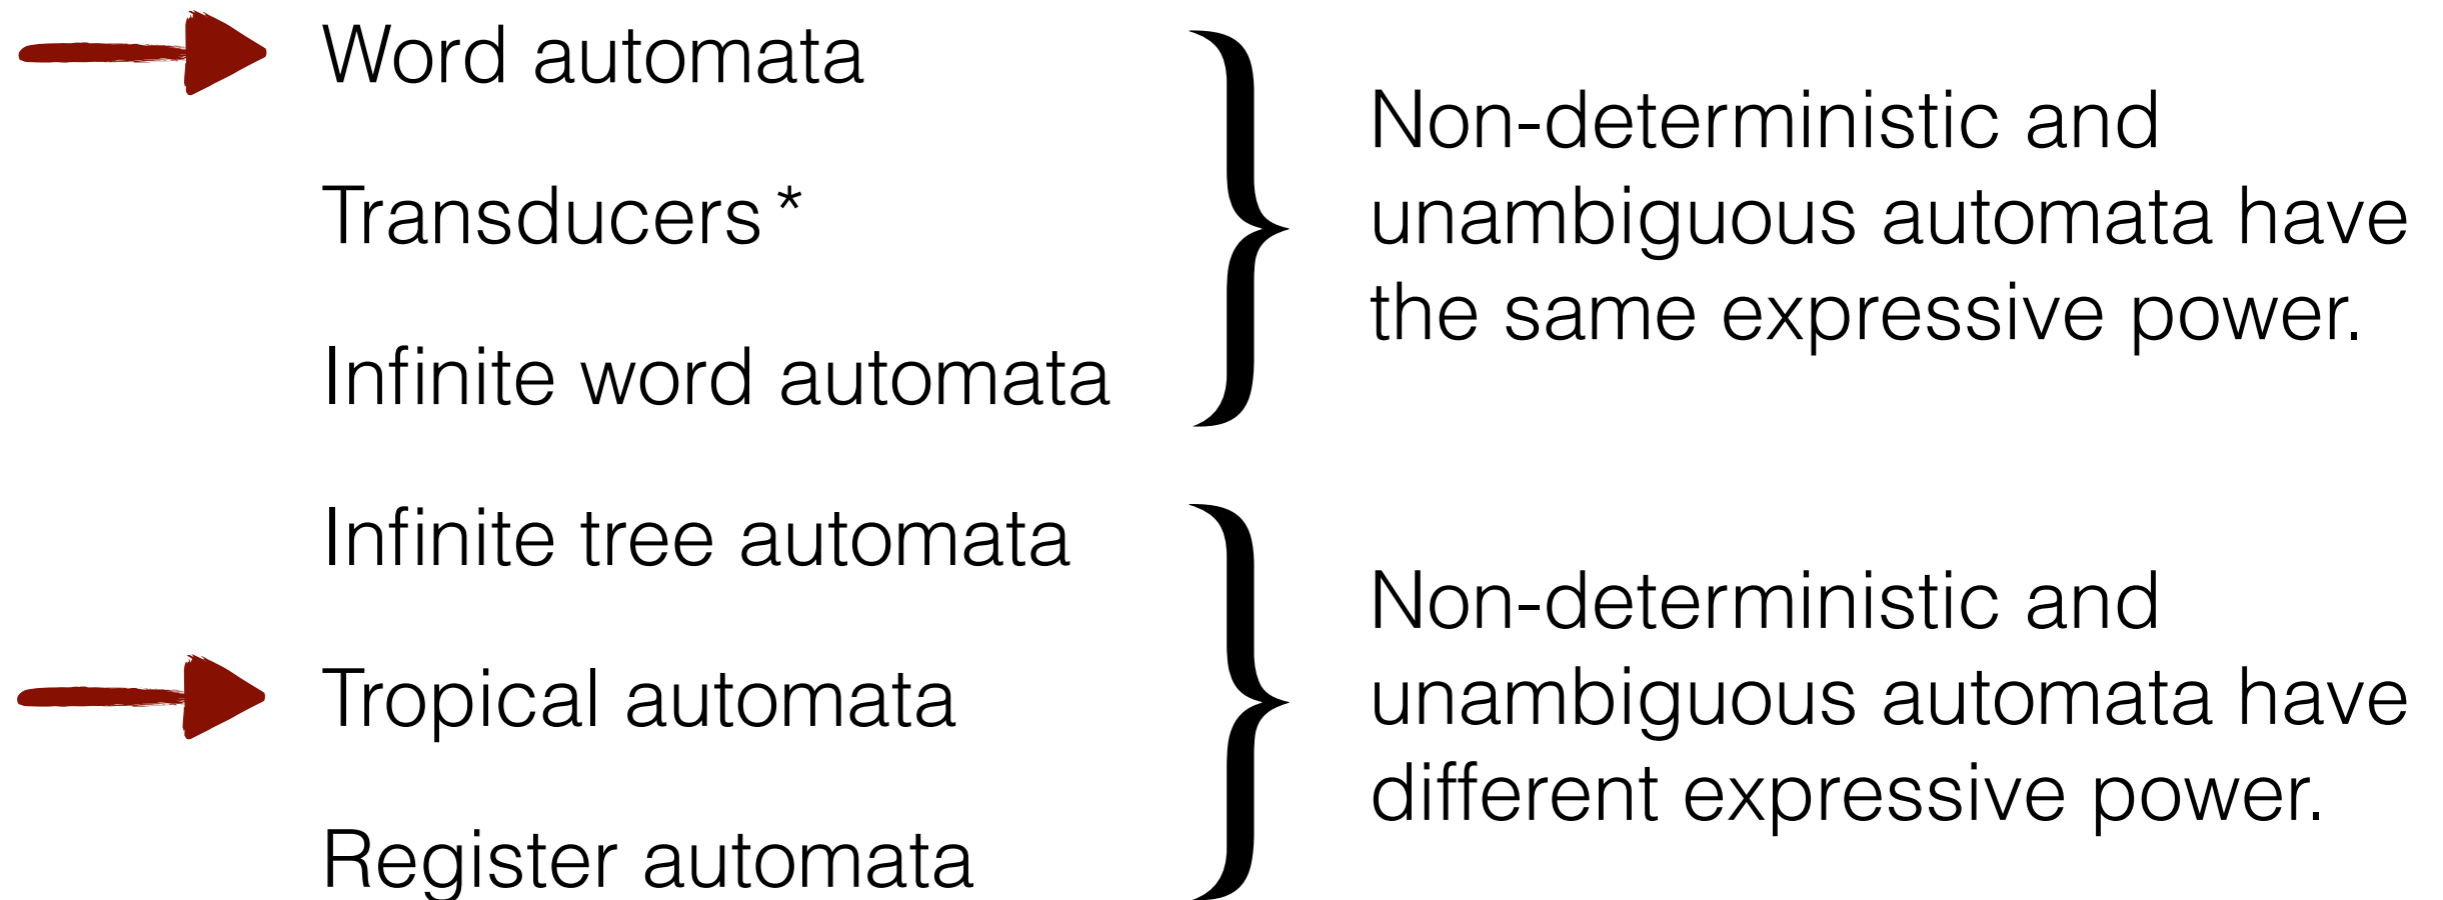 Word automata
Transducers *
Infinite word automata
Non-deterministic and
unambiguous automata have
the same expressive power.
Infinite tree automata
Tropical automata
Register automata
Non-deterministic and
unambiguous automata have
different expressive power.